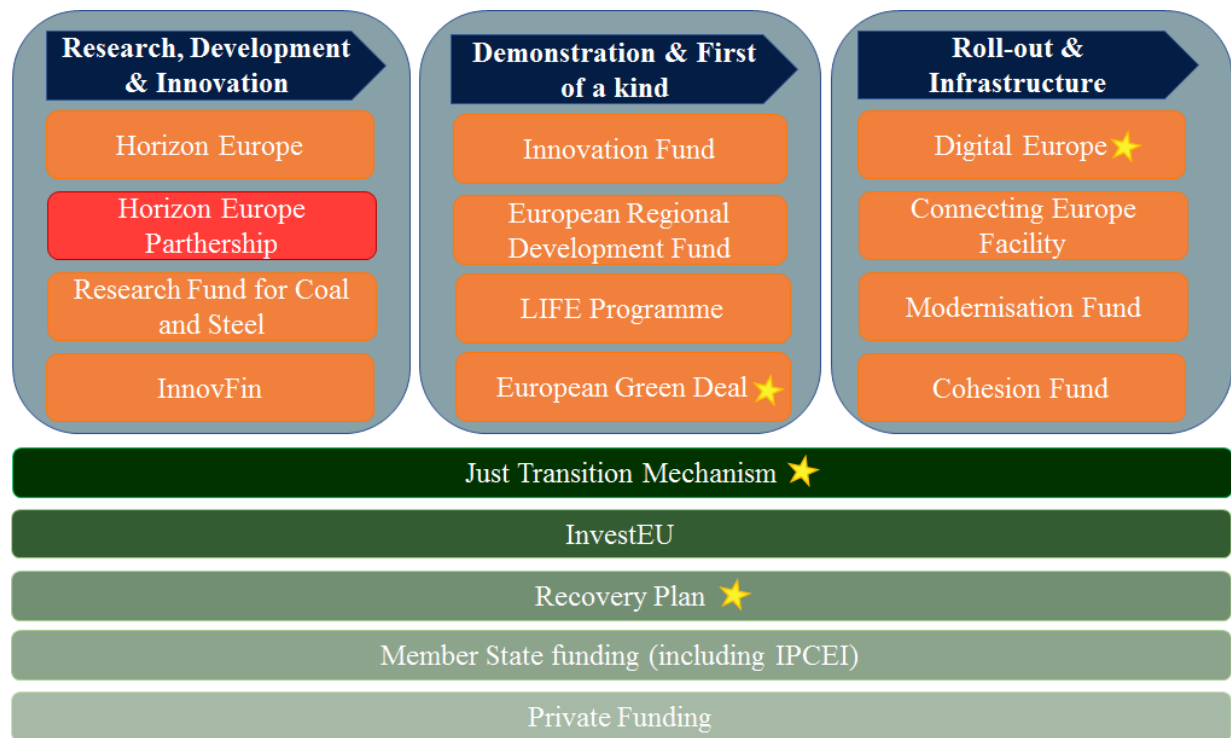 Research, Development
& Innovation
Horizon Europe
Horizon Europe
Parthership
Research Fund for Coal
and Steel
InnovFin
Demonstration & First
of a kind
Innovation Fund
European Regional
Development Fund
LIFE Programme
European Green Deal
Roll-out &
Infrastructure
Digital Europe
Connecting Europe
Facility
Modernisation Fund
Cohesion Fund
Just Transition Mechanism
InvestEU
Recovery Plan
Member State funding (including IPCEI)
Private Funding